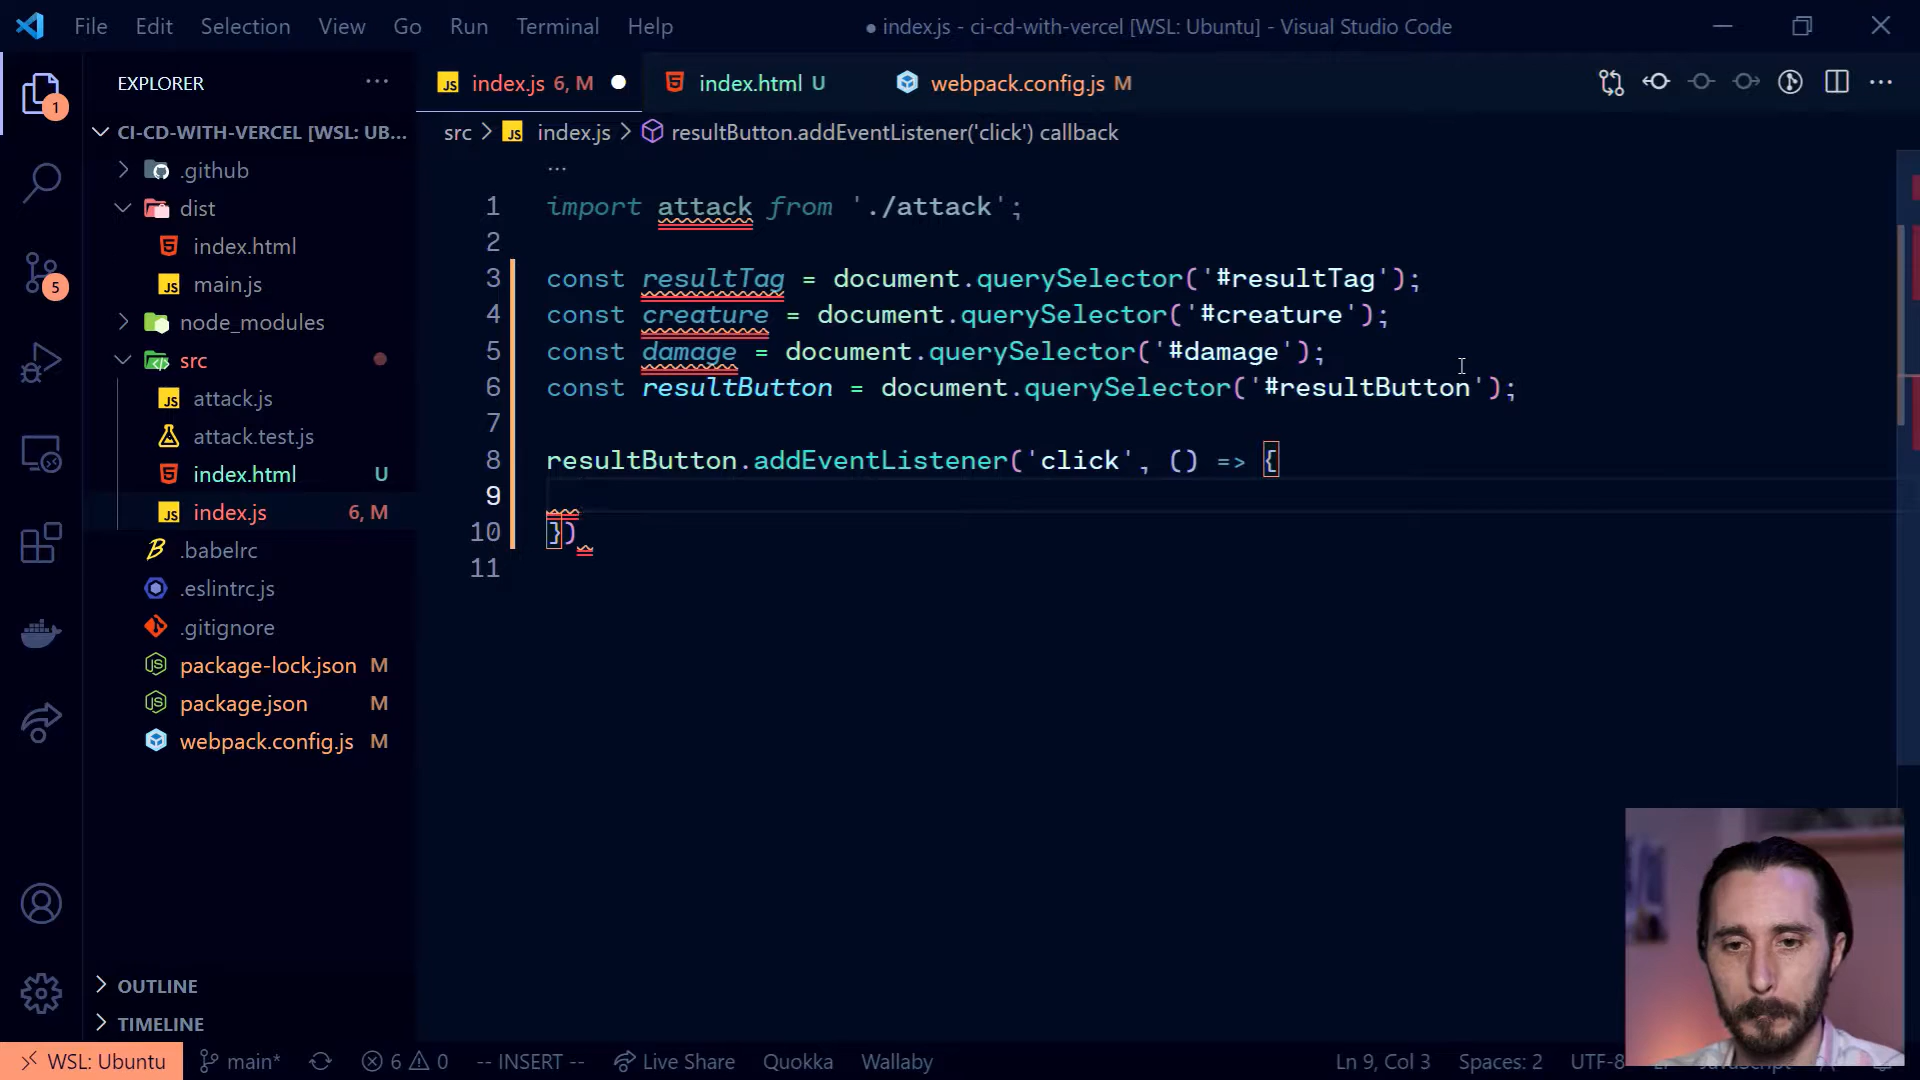 File Edit Selection View Go Run Terminal Help
● index.js - ci-cd-with-vercel [WSL: Ubuntu] - Visual Studio Code
EXPLORER ...
index.js 6, M
index.html U
webpack.config.js M
src > index.js > resultButton.addEventListener('click') callback
...
CI-CD-WITH-VERCEL [WSL: UB...
.github
dist
index.html
main.js
node_modules
src
attack.js
attack.test.js
index.html U
index.js 6, M
.babelrc
.eslintrc.js
.gitignore
package-lock.json M
package.json M
webpack.config.js M
OUTLINE
TIMELINE
1
5
1 import attack from './attack';
2
3 const resultTag = document.querySelector('#resultTag');
4 const creature = document.querySelector('#creature');
5 const damage = document.querySelector('#damage');
6 const resultButton = document.querySelector('#resultButton');
7
8 resultButton.addEventListener('click', () => {
9
10 })
11
WSL: Ubuntu main* 6 0 -- INSERT -- Live Share Quokka Wallaby Ln 9, Col 3 Spaces: 2 UTF-8